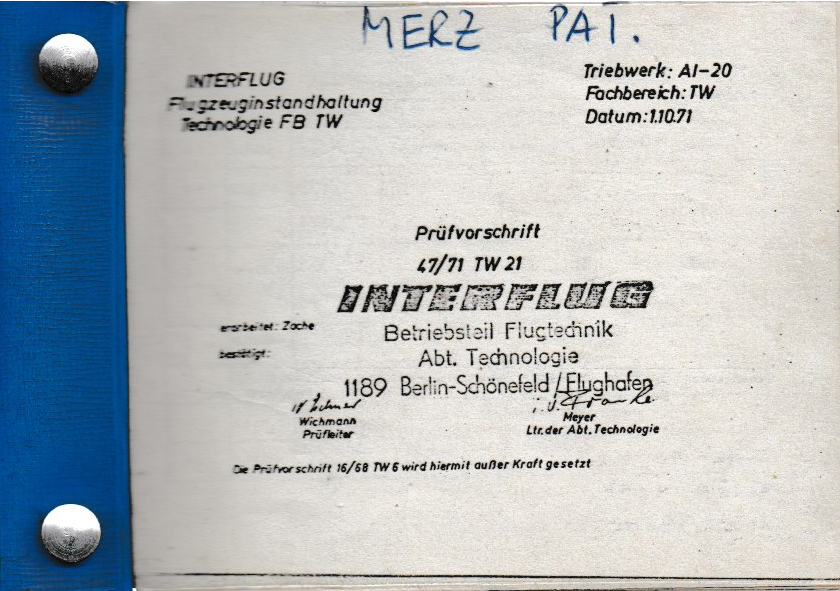 MERZ PAT.
INTERFLUG
Flugzeuginstandhaltung
Technologie FB TW
Triebwerk: AI-20
Fachbereich: TW
Datum: 1.10.71
Prüfvorschrift
47/71 TW 21
INTERFLUG
erarbeitet: Zache
Betriebsteil Flugtechnik
bestätigt:
Abt. Technologie
1189 Berlin-Schönefeld / Flughafen
i.V. Franke
Wichmann
Prüfleiter
Meyer
Ltr. der Abt. Technologie
Die Prüfvorschrift 16/68 TW 6 wird hiermit außer Kraft gesetzt